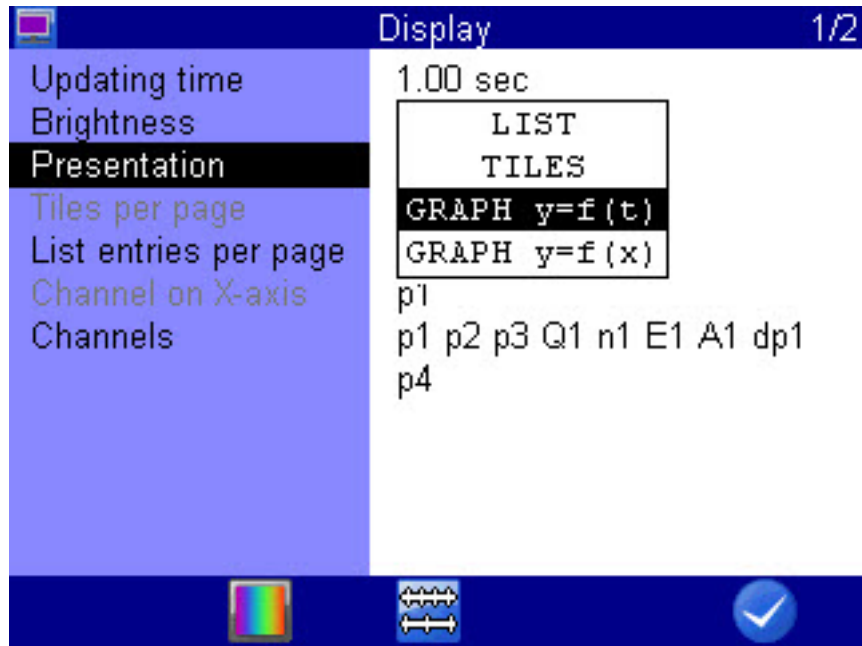 Display 1/2
Updating time 1.00 sec
Brightness LIST
Presentation TILES
Tiles per page GRAPH y=f(t)
List entries per page GRAPH y=f(x)
Channel on X-axis p1
Channels p1 p2 p3 Q1 n1 E1 A1 dp1
p4